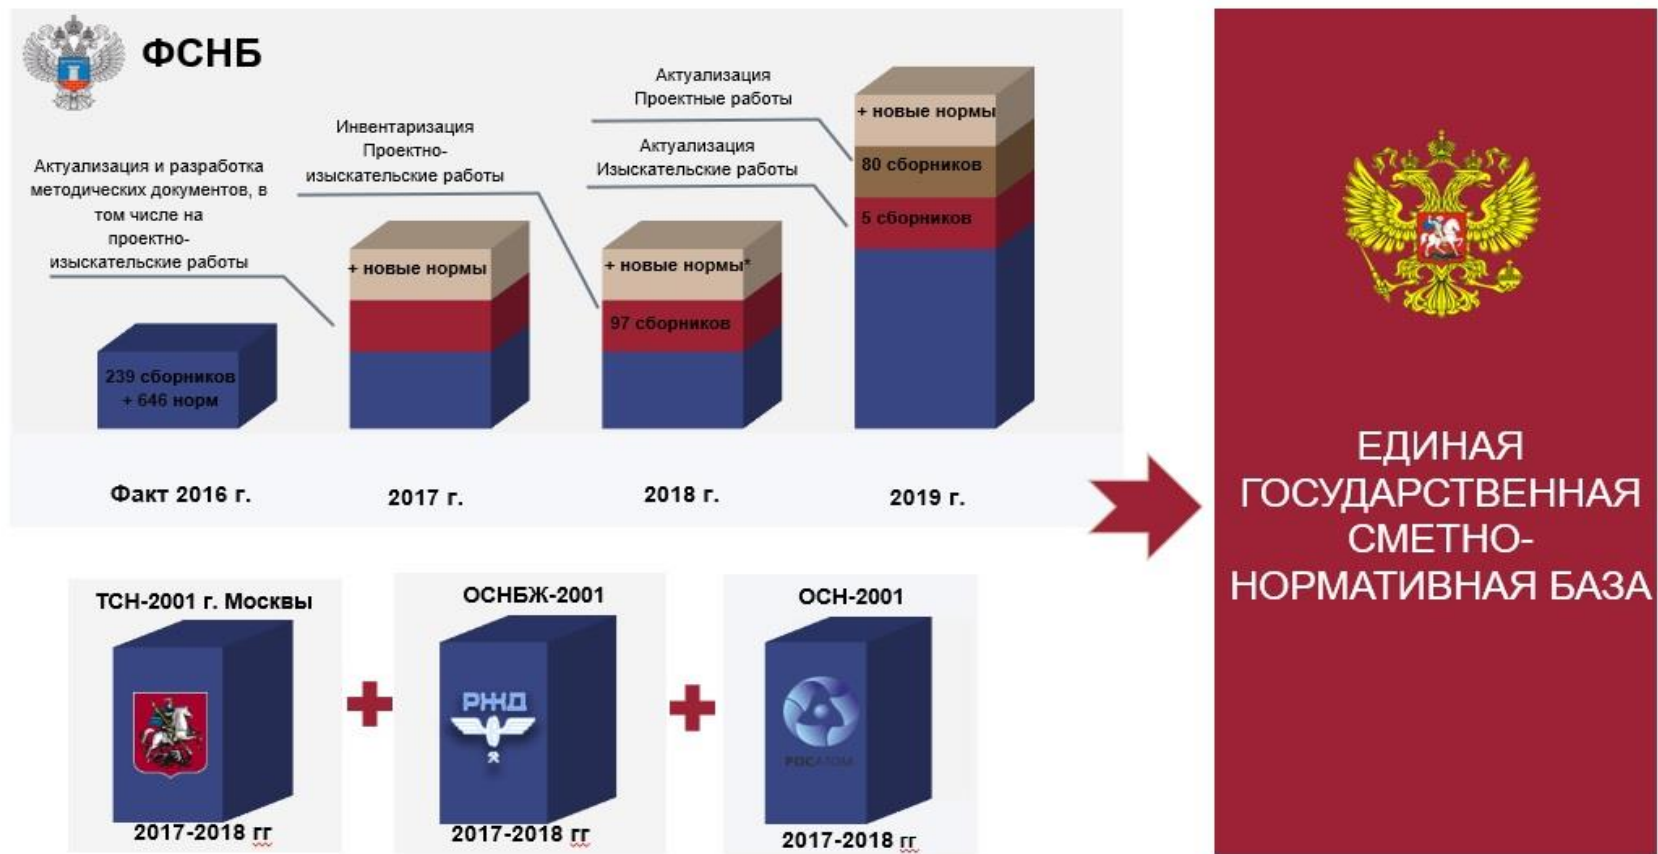 ФСНБ
Актуализация и разработка
методических документов, в
том числе на
проектно-
изыскательские работы
Инвентаризация
Проектно-
изыскательские работы
Актуализация
Проектные работы
Актуализация
Изыскательские работы
239 сборников
+ 646 норм
+ новые нормы
+ новые нормы*
97 сборников
+ новые нормы
80 сборников
5 сборников
Факт 2016 г.
2017 г.
2018 г.
2019 г.
ТСН-2001 г. Москвы
2017-2018 гг
ОСНБЖ-2001
РЖД
2017-2018 гг
ОСН-2001
РОСАТОМ
2017-2018 гг
ЕДИНАЯ
ГОСУДАРСТВЕННАЯ
СМЕТНО-
НОРМАТИВНАЯ БАЗА